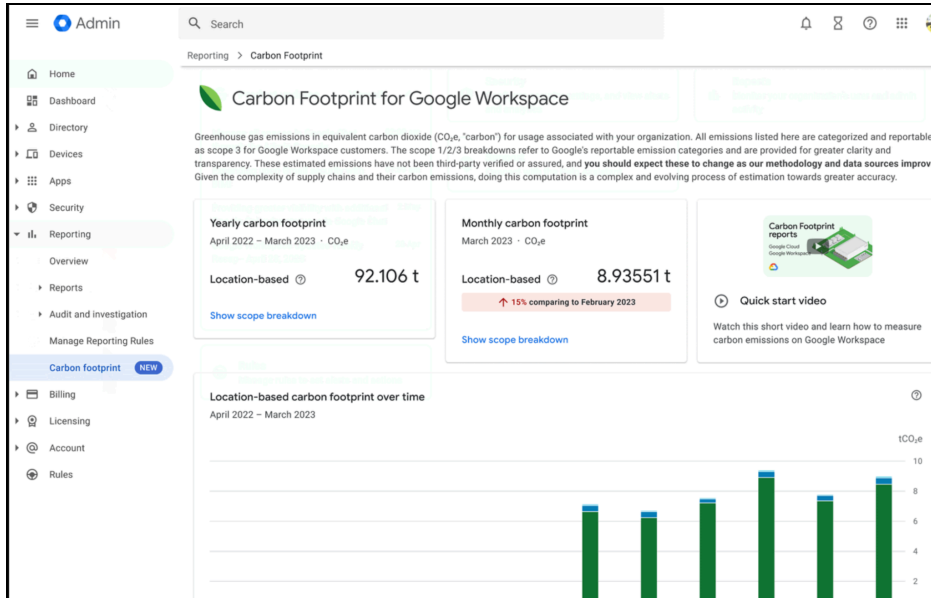 Admin
Search
Reporting > Carbon Footprint
Home
Dashboard
Directory
Devices
Apps
Security
Reporting
Overview
Reports
Audit and investigation
Manage Reporting Rules
Carbon footprint NEW
Billing
Licensing
Account
Rules
Carbon Footprint for Google Workspace
Greenhouse gas emissions in equivalent carbon dioxide (CO₂e, "carbon") for usage associated with your organization. All emissions listed here are categorized and reportable
as scope 3 for Google Workspace customers. The scope 1/2/3 breakdowns refer to Google's reportable emission categories and are provided for greater clarity and
transparency. These estimated emissions have not been third-party verified or assured, and you should expect these to change as our methodology and data sources improv
Given the complexity of supply chains and their carbon emissions, doing this computation is a complex and evolving process of estimation towards greater accuracy.
Yearly carbon footprint
April 2022 – March 2023 · CO₂e
Location-based 92.106 t
Show scope breakdown
Monthly carbon footprint
March 2023 · CO₂e
Location-based 8.93551 t
15% comparing to February 2023
Show scope breakdown
Carbon Footprint
reports
Google Cloud
Google Workspace
Quick start video
Watch this short video and learn how to measure
carbon emissions on Google Workspace
Location-based carbon footprint over time
April 2022 – March 2023
tCO₂e
10
8
6
4
2